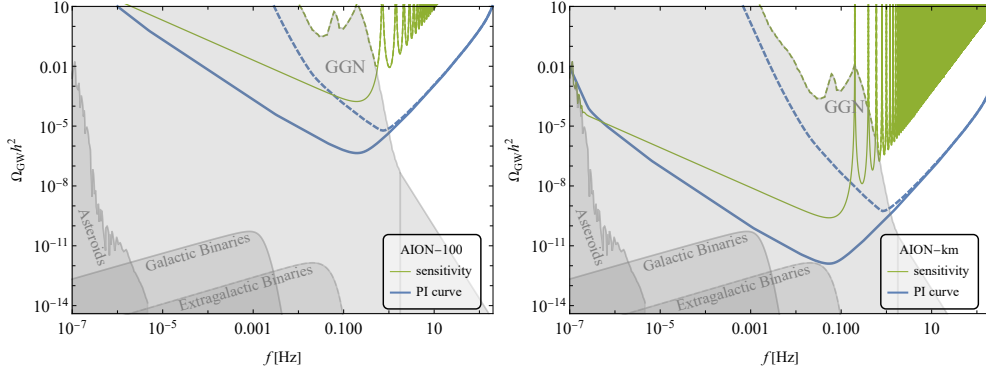 10
0.01
10⁻⁵
10⁻⁸
10⁻¹¹
10⁻¹⁴
Ω_GW h²
GGN
Asteroids
Galactic Binaries
Extragalactic Binaries
AION-100
sensitivity
PI curve
10⁻⁷ 10⁻⁵ 0.001 0.100 10
f[Hz]
10
0.01
10⁻⁵
10⁻⁸
10⁻¹¹
10⁻¹⁴
Ω_GW h²
GGN
Asteroids
Galactic Binaries
Extragalactic Binaries
AION-km
sensitivity
PI curve
10⁻⁷ 10⁻⁵ 0.001 0.100 10
f[Hz]